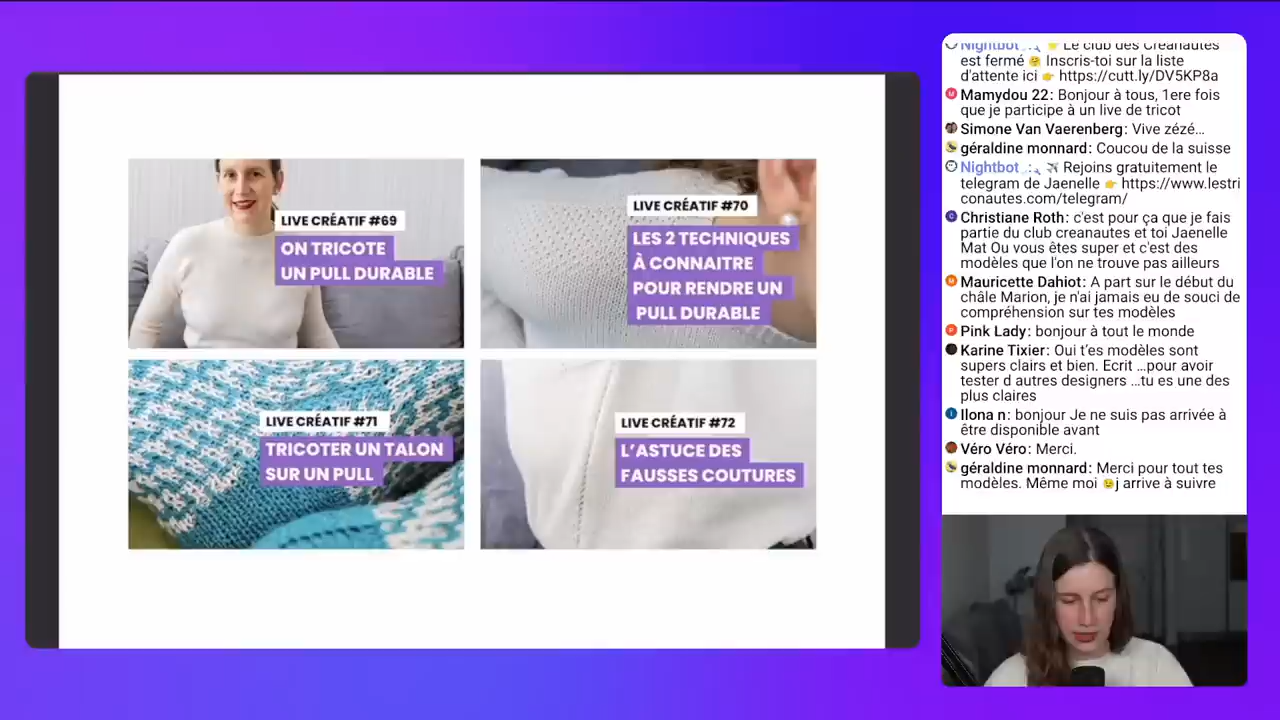 LIVE CRÉATIF #69
ON TRICOTE
UN PULL DURABLE
LIVE CRÉATIF #70
LES 2 TECHNIQUES
À CONNAITRE
POUR RENDRE UN
PULL DURABLE
LIVE CRÉATIF #71
TRICOTER UN TALON
SUR UN PULL
LIVE CRÉATIF #72
L'ASTUCE DES
FAUSSES COUTURES
Nightbot 👉 Le club des Créanautes
est fermé 🤗 Inscris-toi sur la liste
d'attente ici 👉 https://cutt.ly/DV5KP8a
Mamydou 22: Bonjour à tous, 1ere fois
que je participe à un live de tricot
Simone Van Vaerenberg: Vive zézé...
géraldine monnard: Coucou de la suisse
Nightbot : ✈️ Rejoins gratuitement le
telegram de Jaenelle 👉 https://www.lestri
conautes.com/telegram/
Christiane Roth: c'est pour ça que je fais
partie du club creanautes et toi Jaenelle
Mat Ou vous êtes super et c'est des
modèles que l'on ne trouve pas ailleurs
Mauricette Dahiot: A part sur le début du
châle Marion, je n'ai jamais eu de souci de
compréhension sur tes modèles
Pink Lady: bonjour à tout le monde
Karine Tixier: Oui t'es modèles sont
supers clairs et bien. Ecrit ...pour avoir
tester d autres designers ...tu es une des
plus claires
Ilona n: bonjour Je ne suis pas arrivée à
être disponible avant
Véro Véro: Merci.
géraldine monnard: Merci pour tout tes
modèles. Même moi 😉j arrive à suivre